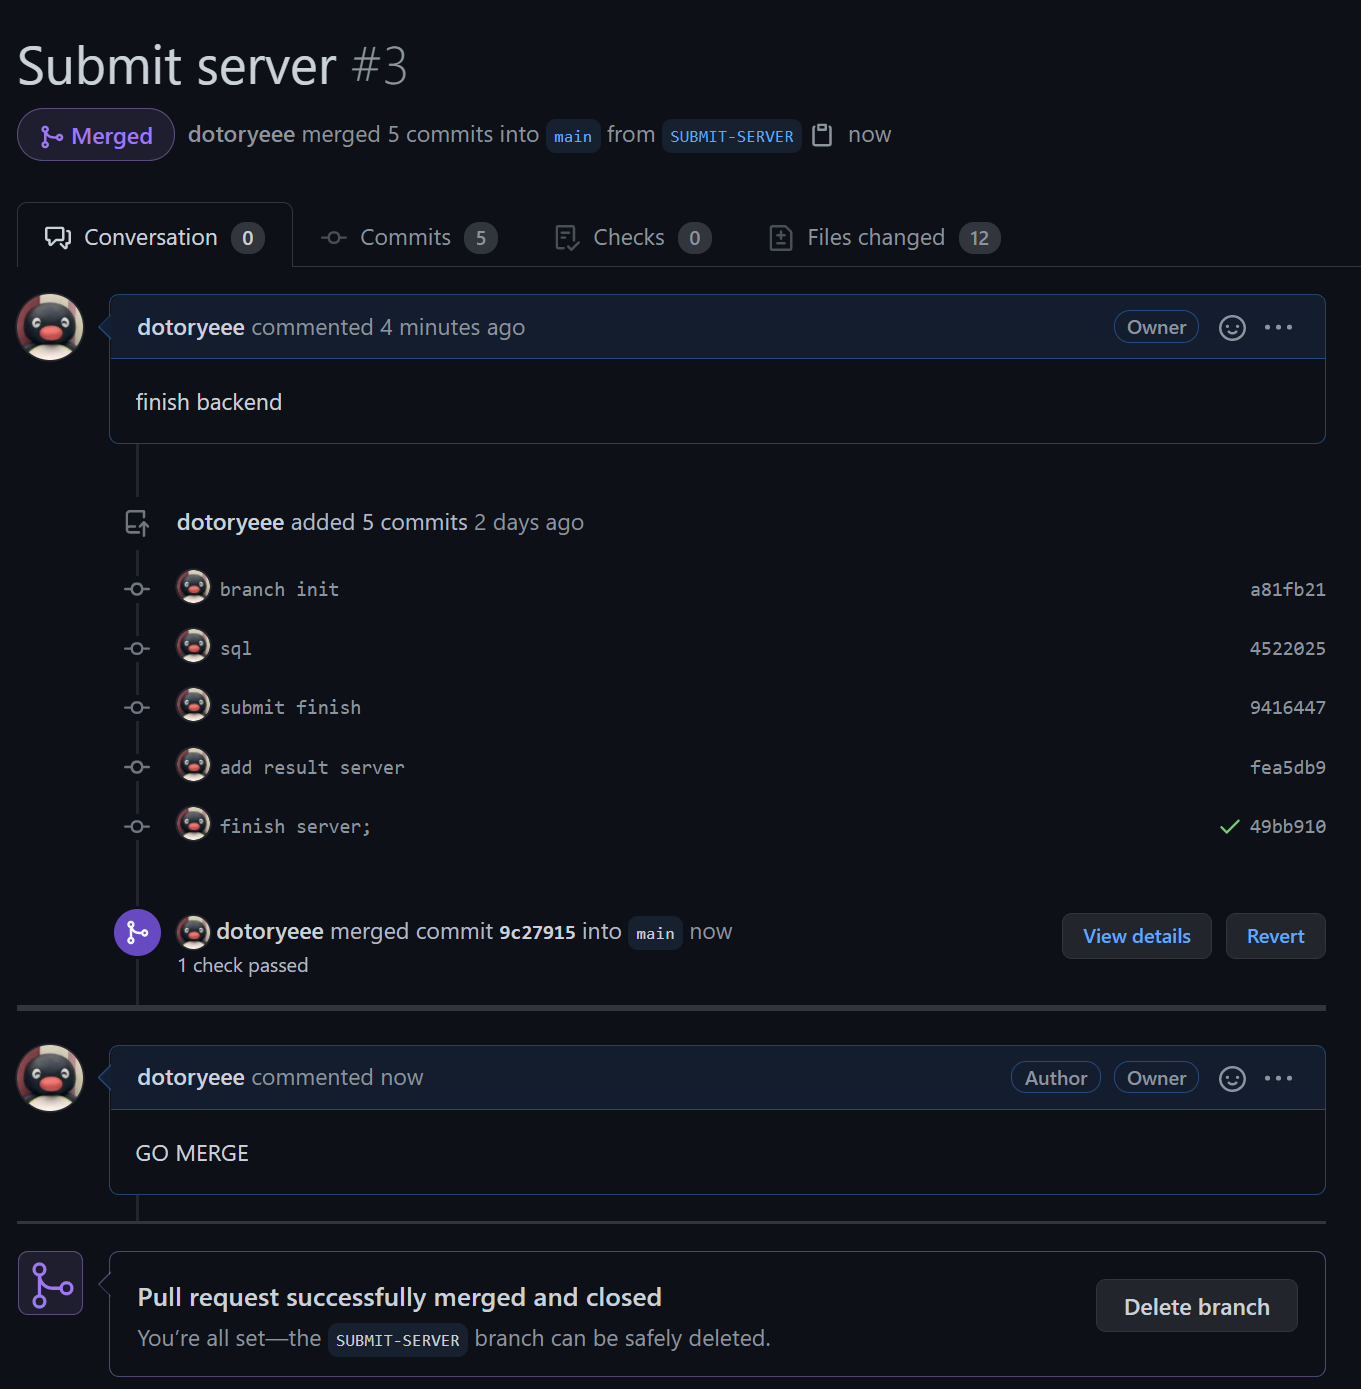 Submit server #3
Merged dotoryeee merged 5 commits into main from SUBMIT-SERVER now
Conversation 0 Commits 5 Checks 0 Files changed 12
dotoryeee commented 4 minutes ago Owner
finish backend
dotoryeee added 5 commits 2 days ago
branch init a81fb21
sql 4522025
submit finish 9416447
add result server fea5db9
finish server; 49bb910
dotoryeee merged commit 9c27915 into main now View details Revert
1 check passed
dotoryeee commented now Author Owner
GO MERGE
Pull request successfully merged and closed
You’re all set—the SUBMIT-SERVER branch can be safely deleted.
Delete branch